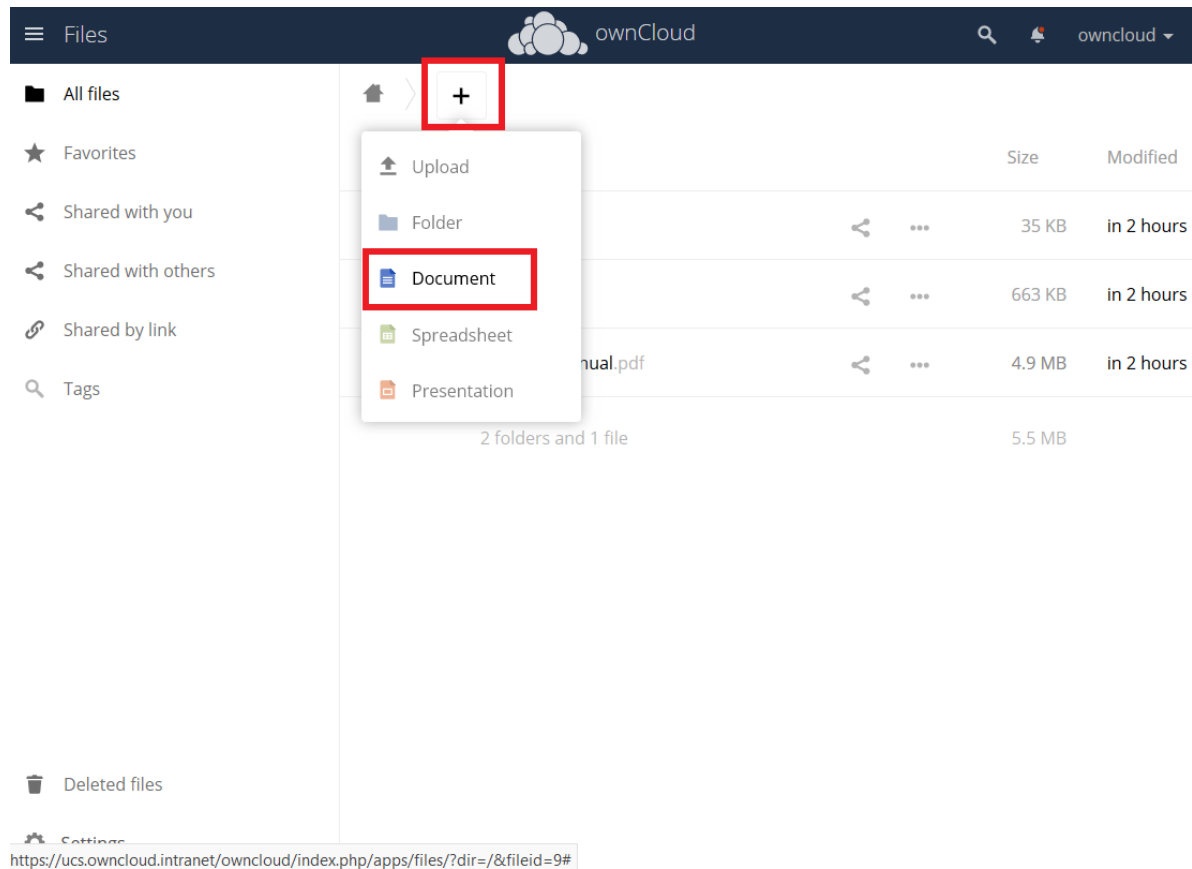 Files
ownCloud
owncloud
All files
Favorites
Shared with you
Shared with others
Shared by link
Tags
+
Upload
Folder
Document
Spreadsheet
Presentation
Size Modified
35 KB in 2 hours
663 KB in 2 hours
nual.pdf 4.9 MB in 2 hours
2 folders and 1 file 5.5 MB
Deleted files
Settings
https://ucs.owncloud.intranet/owncloud/index.php/apps/files/?dir=/&fileid=9#